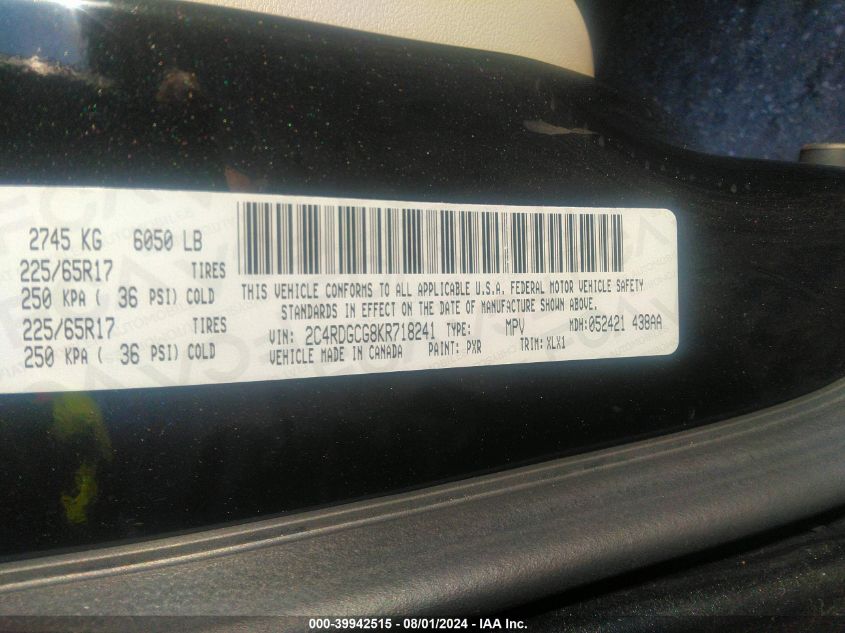 2745 KG 6050 LB
225/65R17 TIRES
250 KPA ( 36 PSI) COLD
225/65R17 TIRES
250 KPA ( 36 PSI) COLD
THIS VEHICLE CONFORMS TO ALL APPLICABLE U.S.A. FEDERAL MOTOR VEHICLE SAFETY
STANDARDS IN EFFECT ON THE DATE OF MANUFACTURE SHOWN ABOVE.
VIN: 2C4RDGCG8KR718241 TYPE: MPV MDH: 052421 438AA
VEHICLE MADE IN CANADA PAINT: PXR TRIM: XLX1
000-39942515 - 08/01/2024 - IAA Inc.